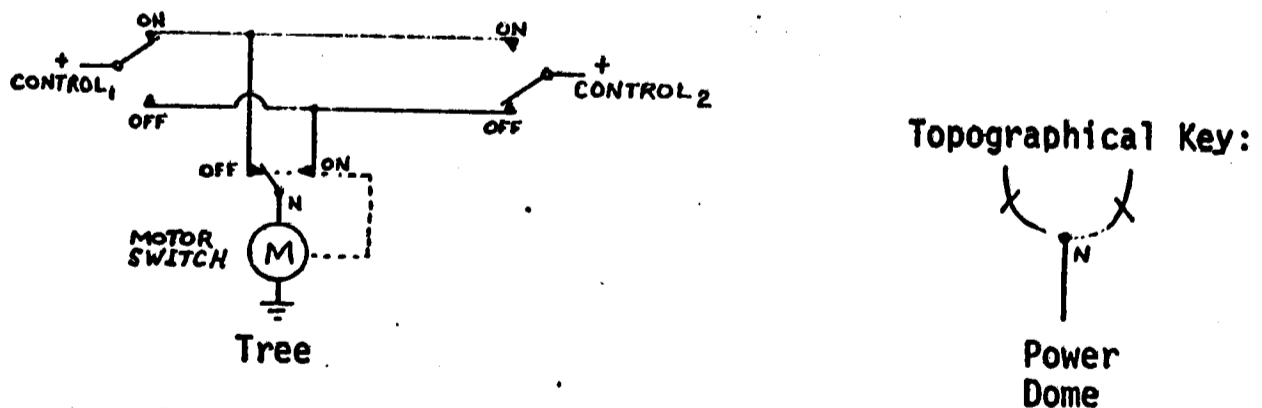 ON
ON
+
CONTROL1
+
CONTROL2
OFF
OFF
OFF
ON
N
MOTOR
SWITCH
M
Tree
Topographical Key:
N
Power
Dome